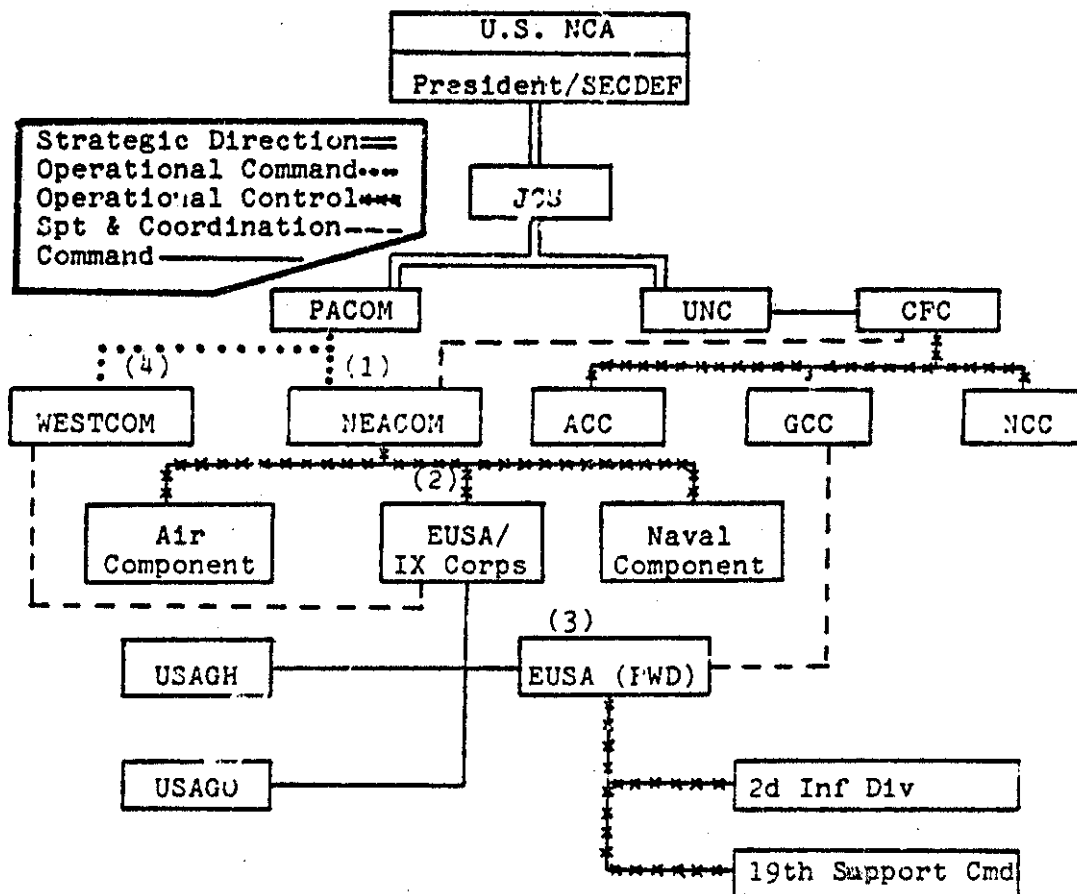 U.S. NCA
President/SECDEF
Strategic Direction
Operational Command
Operational Control
Spt & Coordination
Command
JCS
PACOM
UNC
CFC
(4)
(1)
WESTCOM
NEACOM
ACC
GCC
NCC
(2)
Air
Component
EUSA/
IX Corps
Naval
Component
(3)
USAGH
EUSA (FWD)
USAGO
2d Inf Div
19th Support Cmd